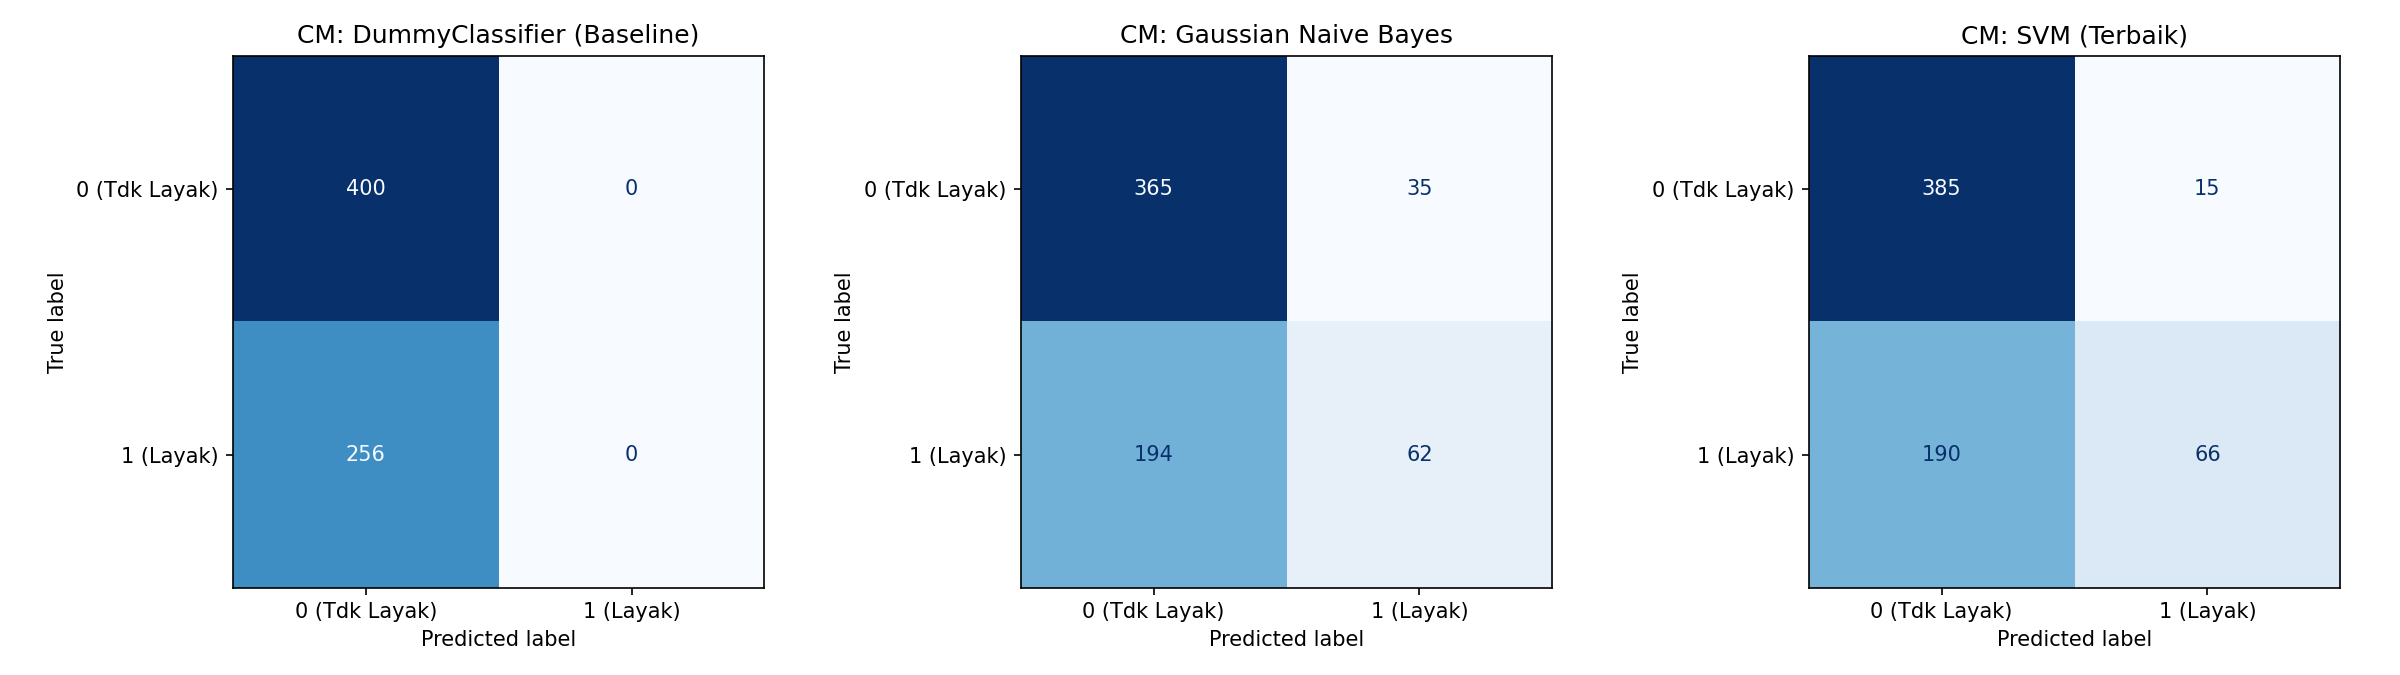 CM: DummyClassifier (Baseline)
True label
0 (Tdk Layak)
400
0
1 (Layak)
256
0
0 (Tdk Layak)
1 (Layak)
Predicted label
CM: Gaussian Naive Bayes
True label
0 (Tdk Layak)
365
35
1 (Layak)
194
62
0 (Tdk Layak)
1 (Layak)
Predicted label
CM: SVM (Terbaik)
True label
0 (Tdk Layak)
385
15
1 (Layak)
190
66
0 (Tdk Layak)
1 (Layak)
Predicted label